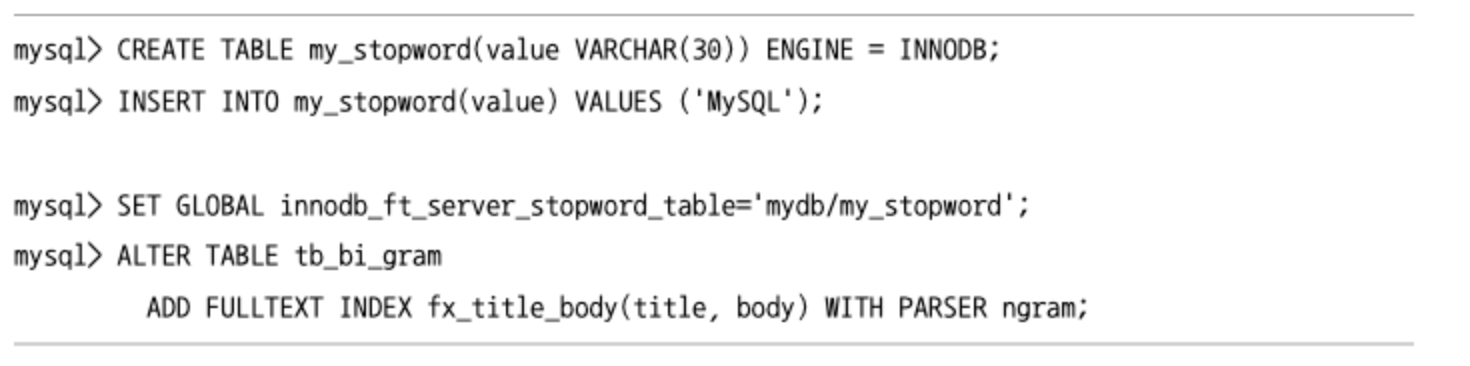 mysql> CREATE TABLE my_stopword(value VARCHAR(30)) ENGINE = INNODB;
mysql> INSERT INTO my_stopword(value) VALUES ('MySQL');
mysql> SET GLOBAL innodb_ft_server_stopword_table='mydb/my_stopword';
mysql> ALTER TABLE tb_bi_gram
ADD FULLTEXT INDEX fx_title_body(title, body) WITH PARSER ngram;